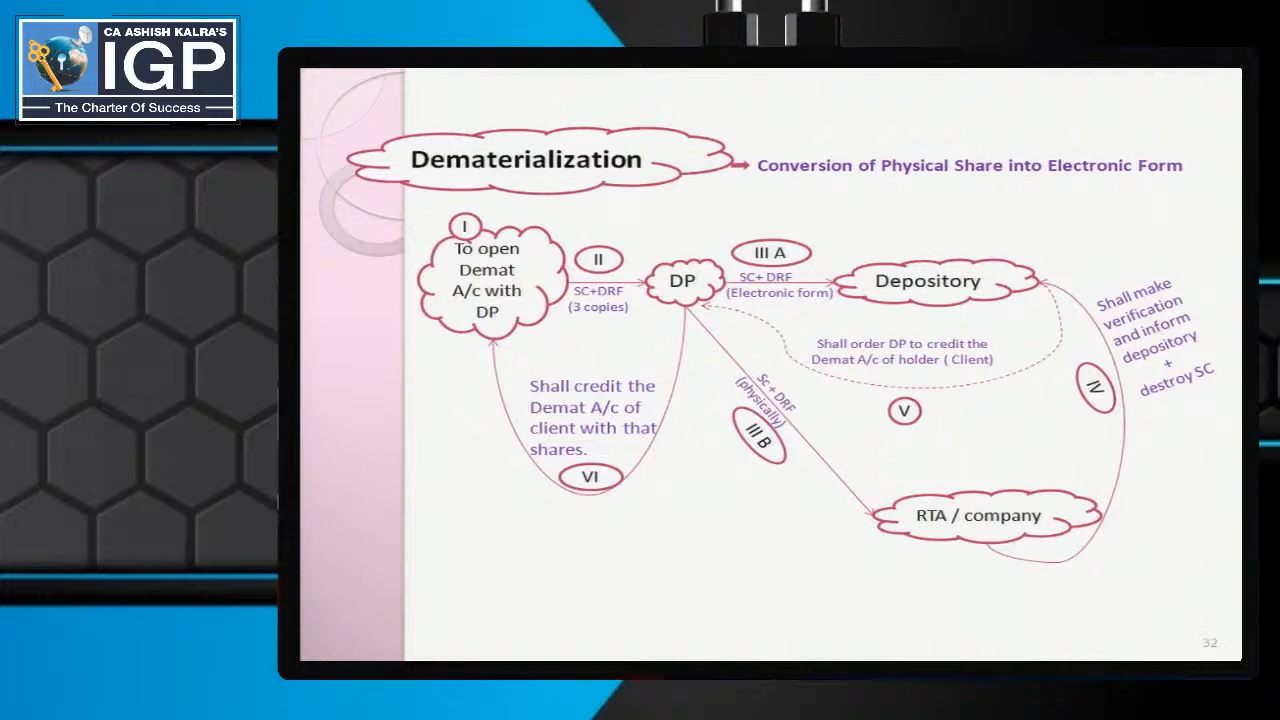 CA ASHISH KALRA'S
IGP
The Charter Of Success
Dematerialization
Conversion of Physical Share into Electronic Form
I
To open
Demat
A/c with
DP
II
SC+DRF
(3 copies)
DP
III A
SC+ DRF
(Electronic form)
Depository
Shall make
verification
and inform
depository
+
destroy SC
IV
Shall order DP to credit the
Demat A/c of holder ( Client)
V
Sc + DRF
(physically)
III B
Shall credit the
Demat A/c of
client with that
shares.
VI
RTA / company
32